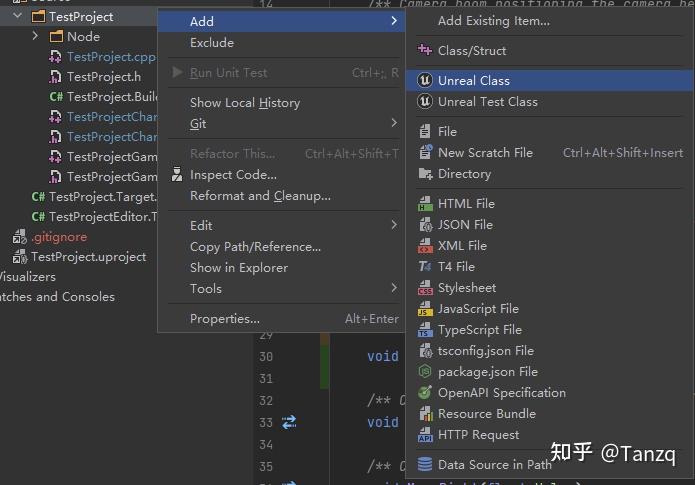 Source
TestProject
Node
TestProject.cpp
TestProject.h
TestProject.Buil
TestProjectChar
TestProjectChar
TestProjectGam
TestProjectGam
TestProject.Target.
TestProjectEditor.T
.gitignore
TestProject.uproject
Visualizers
atches and Consoles
Add
Exclude
Run Unit Test Ctrl+;, R
Show Local History
Git
Refactor This... Ctrl+Alt+Shift+T
Inspect Code...
Reformat and Cleanup...
Edit
Copy Path/Reference...
Show in Explorer
Tools
Properties... Alt+Enter
Add Existing Item...
Class/Struct
Unreal Class
Unreal Test Class
File
New Scratch File Ctrl+Alt+Shift+Insert
Directory
HTML File
JSON File
XML File
T4 File
Stylesheet
JavaScript File
TypeScript File
tsconfig.json File
package.json File
OpenAPI Specification
Resource Bundle
HTTP Request
Data Source in Path
14 /** Camera boom positioning the camera be
29
30 void
31
32 /** C
33 void
34
35 /** C
知乎 @Tanzq